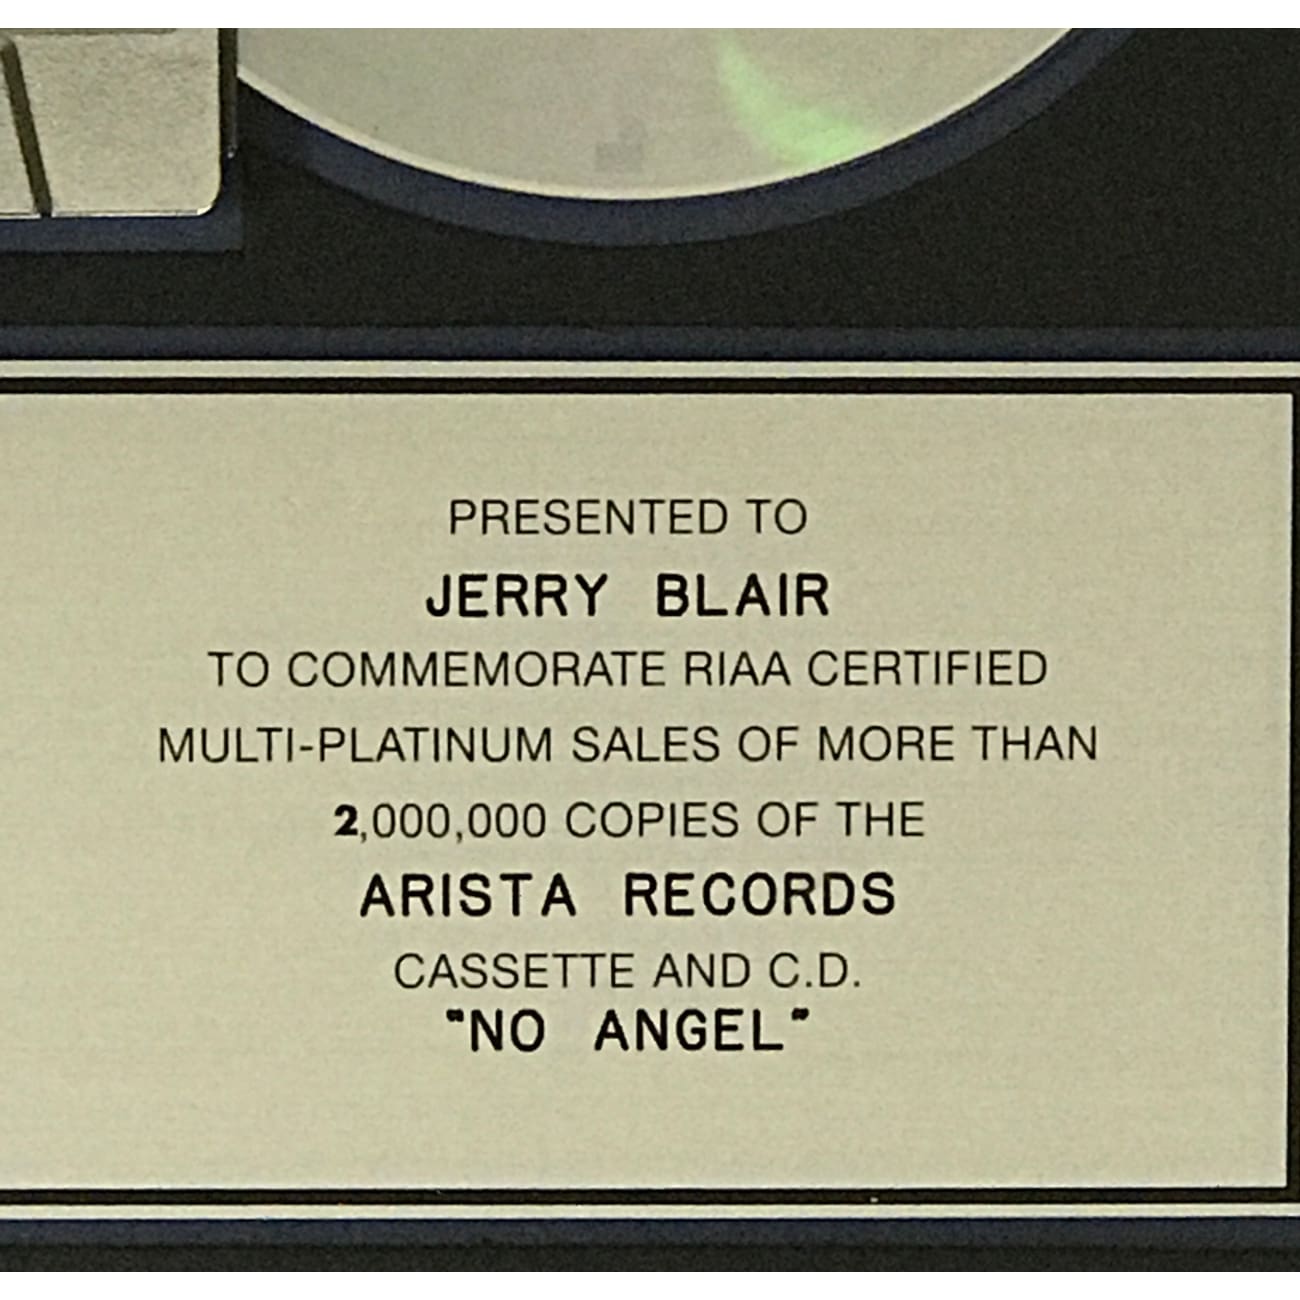 PRESENTED TO
JERRY BLAIR
TO COMMEMORATE RIAA CERTIFIED
MULTI-PLATINUM SALES OF MORE THAN
2,000,000 COPIES OF THE
ARISTA RECORDS
CASSETTE AND C.D.
"NO ANGEL"